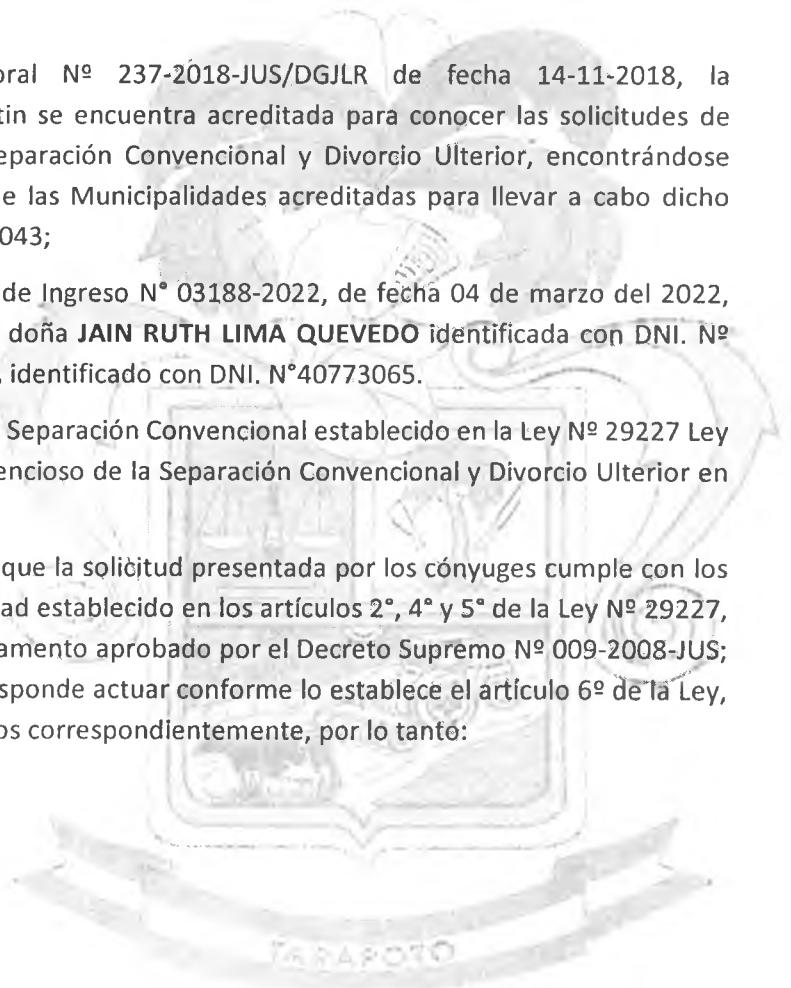 oral Nº 237-2018-JUS/DGJLR de fecha 14-11-2018, la
tin se encuentra acreditada para conocer las solicitudes de
eparación Convencional y Divorcio Ulterior, encontrándose
e las Municipalidades acreditadas para llevar a cabo dicho
043;
de Ingreso N° 03188-2022, de fecha 04 de marzo del 2022,
doña JAIN RUTH LIMA QUEVEDO identificada con DNI. Nº
, identificado con DNI. N°40773065.
Separación Convencional establecido en la Ley Nº 29227 Ley
encioso de la Separación Convencional y Divorcio Ulterior en
que la solicitud presentada por los cónyuges cumple con los
ad establecido en los artículos 2°, 4° y 5° de la Ley Nº 29227,
amento aprobado por el Decreto Supremo Nº 009-2008-JUS;
sponde actuar conforme lo establece el artículo 6º de la Ley,
os correspondientemente, por lo tanto:
TARAPOTO